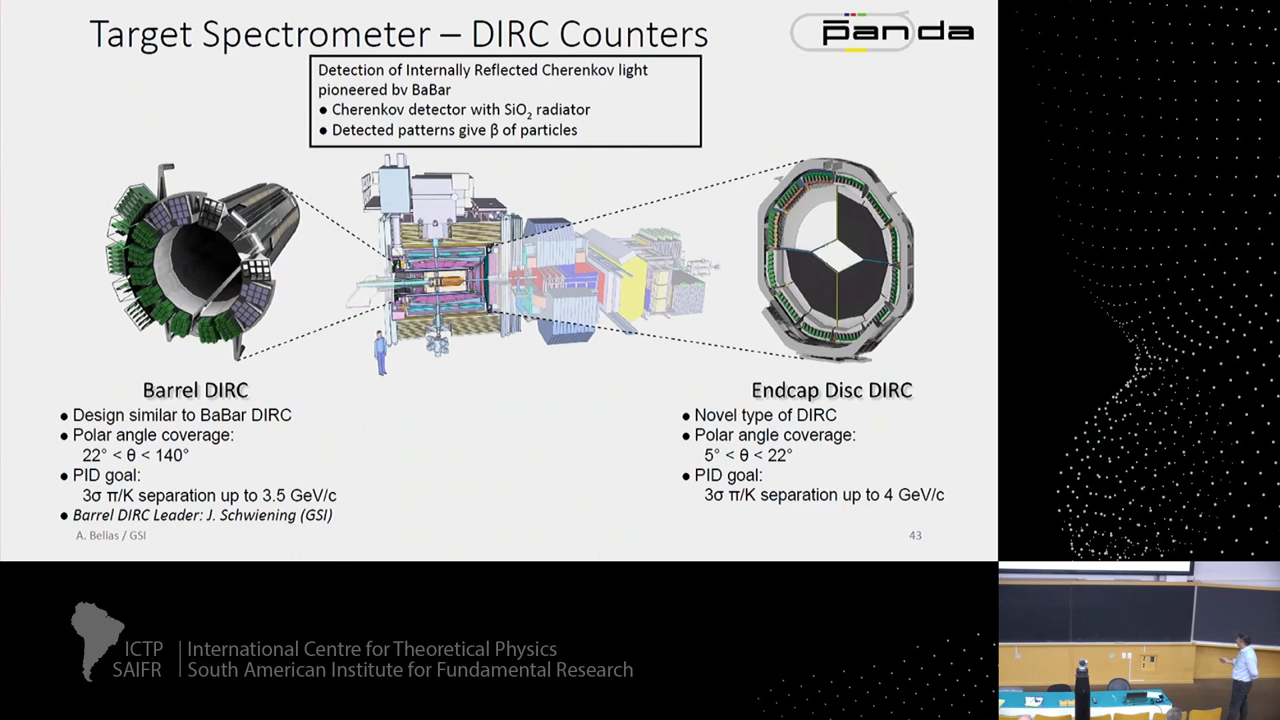 Target Spectrometer – DIRC Counters
panda
Detection of Internally Reflected Cherenkov light
pioneered by BaBar
● Cherenkov detector with SiO₂ radiator
● Detected patterns give β of particles
Barrel DIRC
● Design similar to BaBar DIRC
● Polar angle coverage:
22° < θ < 140°
● PID goal:
3σ π/K separation up to 3.5 GeV/c
● Barrel DIRC Leader: J. Schwiening (GSI)
Endcap Disc DIRC
● Novel type of DIRC
● Polar angle coverage:
5° < θ < 22°
● PID goal:
3σ π/K separation up to 4 GeV/c
A. Belias / GSI
43
ICTP | International Centre for Theoretical Physics
SAIFR | South American Institute for Fundamental Research